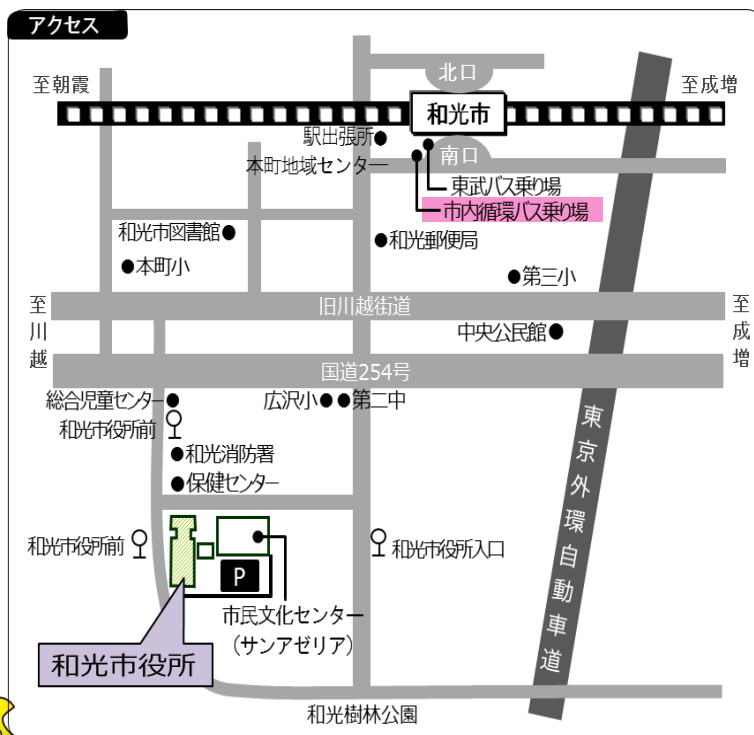 アクセス
北口
至朝霞
至成増
和光市
駅出張所
南口
本町地域センター
東武バス乗り場
市内循環バス乗り場
和光市図書館
和光郵便局
本町小
第三小
至川越
旧川越街道
至成増
中央公民館
国道254号
総合児童センター
広沢小
第二中
和光市役所前
東京外環自動車道
和光消防署
保健センター
和光市役所前
和光市役所入口
P
市民文化センター
(サンアゼリア)
和光市役所
和光樹林公園